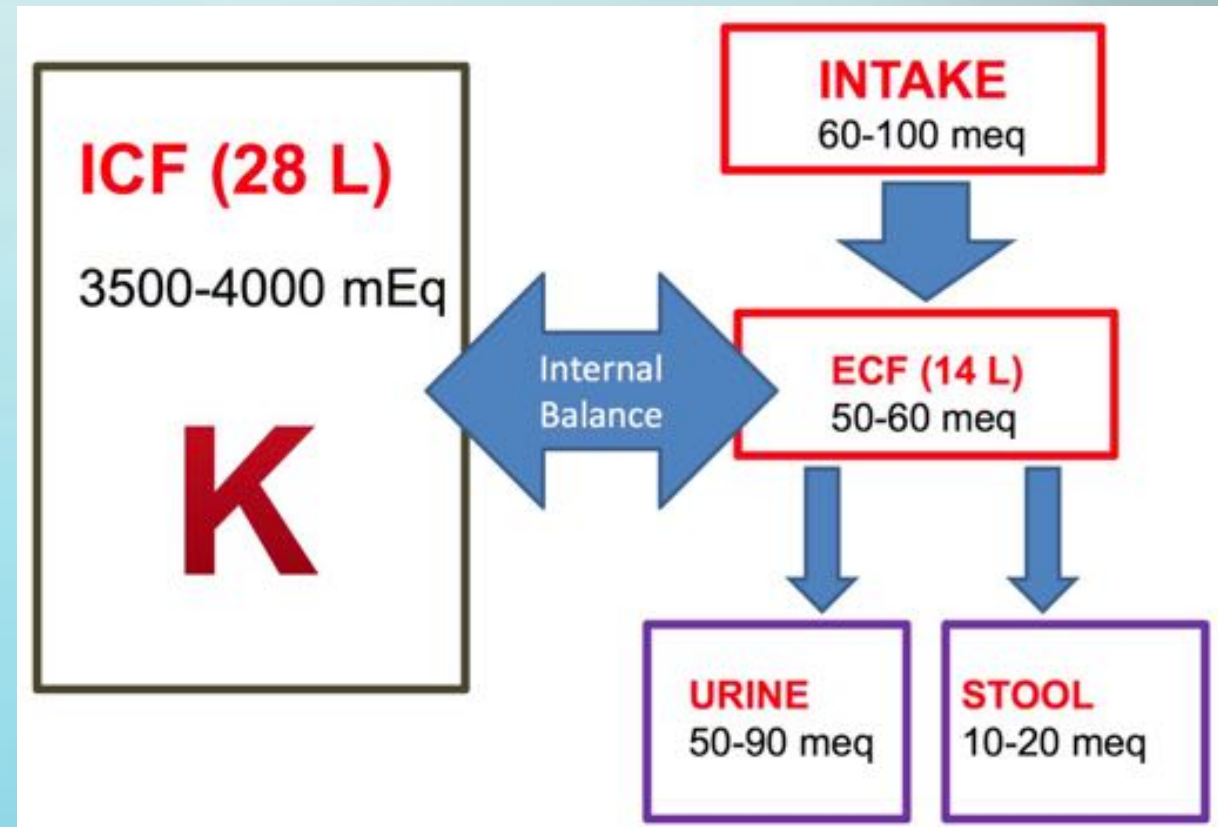 ICF (28 L)
3500-4000 mEq
K
Internal
Balance
INTAKE
60-100 meq
ECF (14 L)
50-60 meq
URINE
50-90 meq
STOOL
10-20 meq